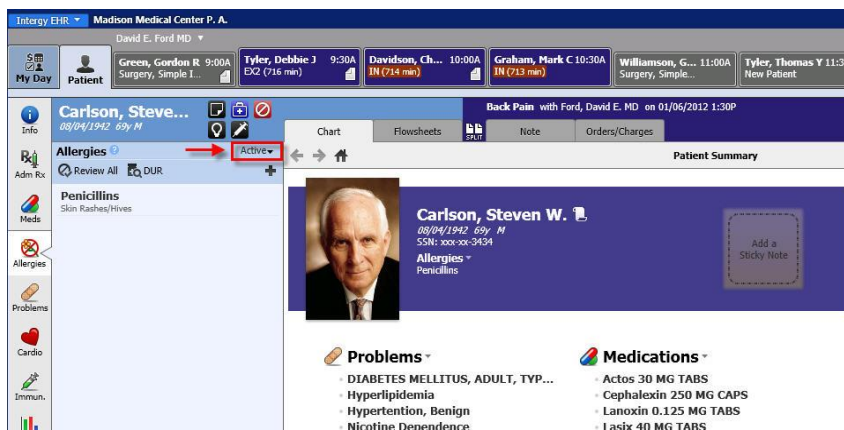 Intergy EHR Madison Medical Center P. A.
David E. Ford MD
My Day
Patient
Green, Gordon R 9:00A
Surgery, Simple I...
Tyler, Debbie J 9:30A
EX2 (716 min)
Davidson, Ch... 10:00A
IN (714 min)
Graham, Mark C 10:30A
IN (713 min)
Williamson, G... 11:00A
Surgery, Simple...
Tyler, Thomas Y 11:3
New Patient
Info
Adm Rx
Meds
Allergies
Problems
Cardio
Immun.
Carlson, Steve...
08/04/1942 69y M
Allergies Active
Review All DUR
Penicillins
Skin Rashes/Hives
Back Pain with Ford, David E. MD on 01/06/2012 1:30P
Chart Flowsheets SPLIT Note Orders/Charges
Patient Summary
Carlson, Steven W.
08/04/1942 69y M
SSN: xxx-xx-3434
Allergies
Penicillins
Add a
Sticky Note
Problems
DIABETES MELLITUS, ADULT, TYP...
Hyperlipidemia
Hypertention, Benign
Nicotine Dependence
Medications
Actos 30 MG TABS
Cephalexin 250 MG CAPS
Lanoxin 0.125 MG TABS
Lasix 40 MG TABS